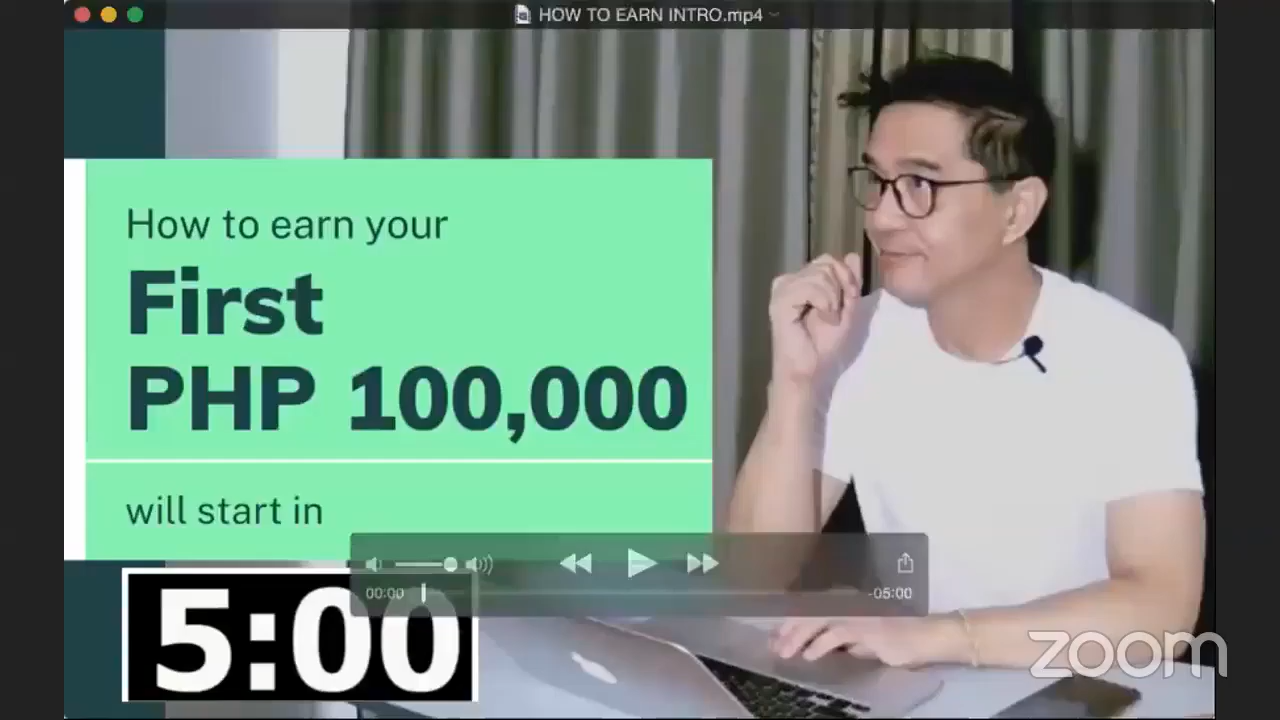 HOW TO EARN INTRO.mp4
How to earn your
First
PHP 100,000
will start in
5:00
00:00
-05:00
zoom